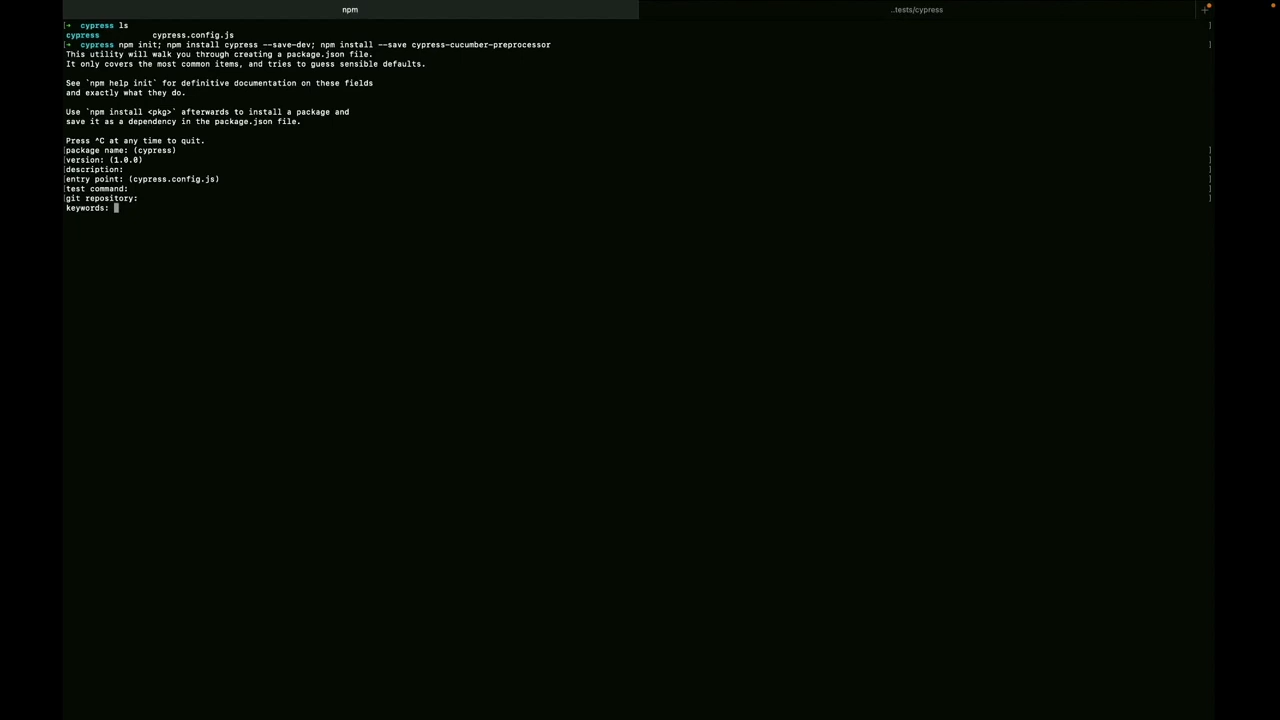 npm
..tests/cypress
+
[→ cypress ls ]
cypress cypress.config.js
[→ cypress npm init; npm install cypress --save-dev; npm install --save cypress-cucumber-preprocessor ]
This utility will walk you through creating a package.json file.
It only covers the most common items, and tries to guess sensible defaults.
See `npm help init` for definitive documentation on these fields
and exactly what they do.
Use `npm install <pkg>` afterwards to install a package and
save it as a dependency in the package.json file.
Press ^C at any time to quit.
[package name: (cypress) ]
[version: (1.0.0) ]
[description: ]
[entry point: (cypress.config.js) ]
[test command: ]
[git repository: ]
keywords: